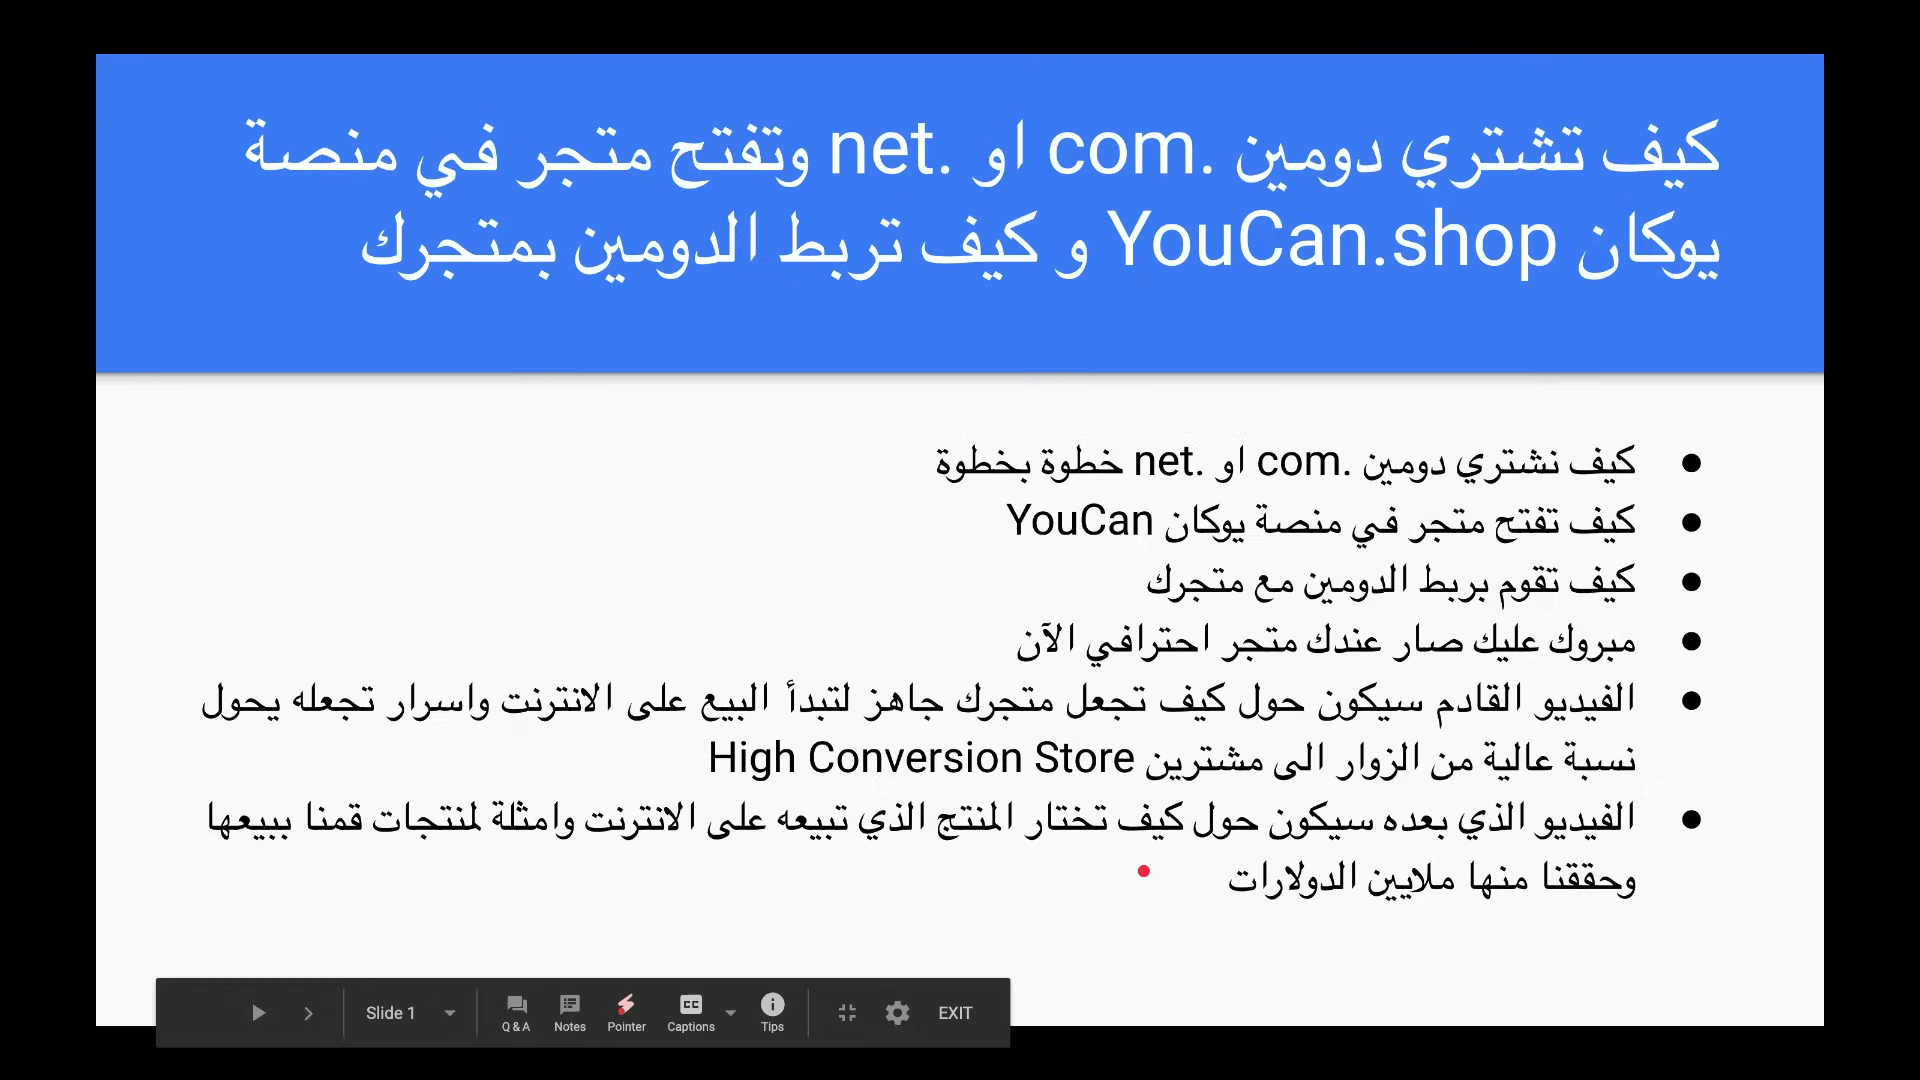 كيف تشتري دومين .com او .net وتفتح متجر في منصة
يوكان YouCan.shop و كيف تربط الدومين بمتجرك
● كيف نشتري دومين .com او .net خطوة بخطوة
● كيف تفتح متجر في منصة يوكان YouCan
● كيف تقوم بربط الدومين مع متجرك
● مبروك عليك صار عندك متجر احترافي الآن
● الفيديو القادم سيكون حول كيف تجعل متجرك جاهز لتبدأ البيع على الانترنت واسرار تجعله يحول
نسبة عالية من الزوار الى مشترين High Conversion Store
● الفيديو الذي بعده سيكون حول كيف تختار المنتج الذي تبيعه على الانترنت وامثلة لمنتجات قمنا ببيعها
وحققنا منها ملايين الدولارات
Slide 1 Q & A Notes Pointer Captions Tips EXIT